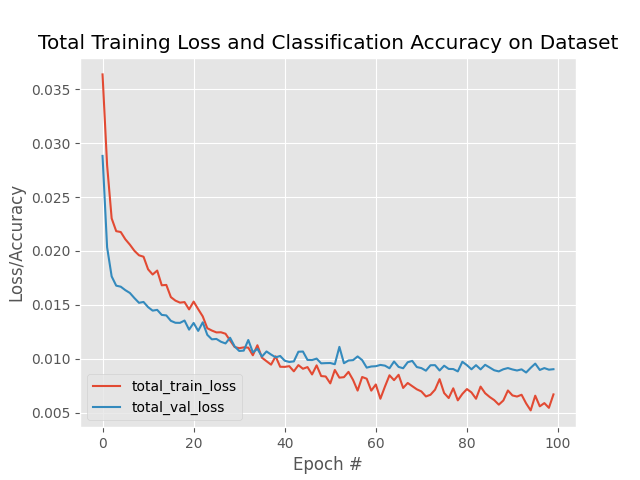 Total Training Loss and Classification Accuracy on Dataset
Loss/Accuracy
0.035
0.030
0.025
0.020
0.015
0.010
0.005
total_train_loss
total_val_loss
0 20 40 60 80 100
Epoch #